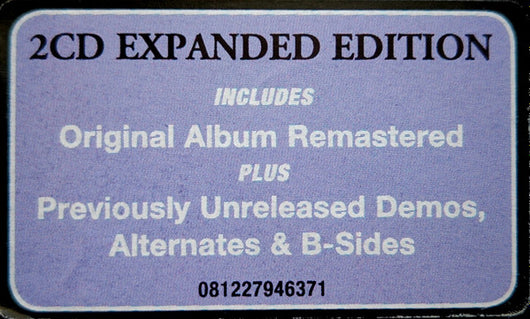 2CD EXPANDED EDITION
INCLUDES
Original Album Remastered
PLUS
Previously Unreleased Demos,
Alternates & B-Sides
081227946371